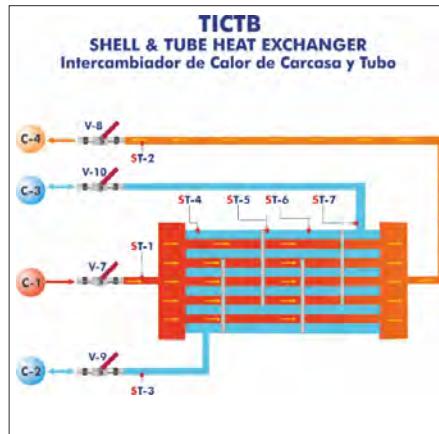 TICTB
SHELL & TUBE HEAT EXCHANGER
Intercambiador de Calor de Carcasa y Tubo
V-8
C-4
ST-2
V-10
C-3
ST-4 ST-5 ST-6 ST-7
ST-1
V-7
C-1
V-9
C-2
ST-3